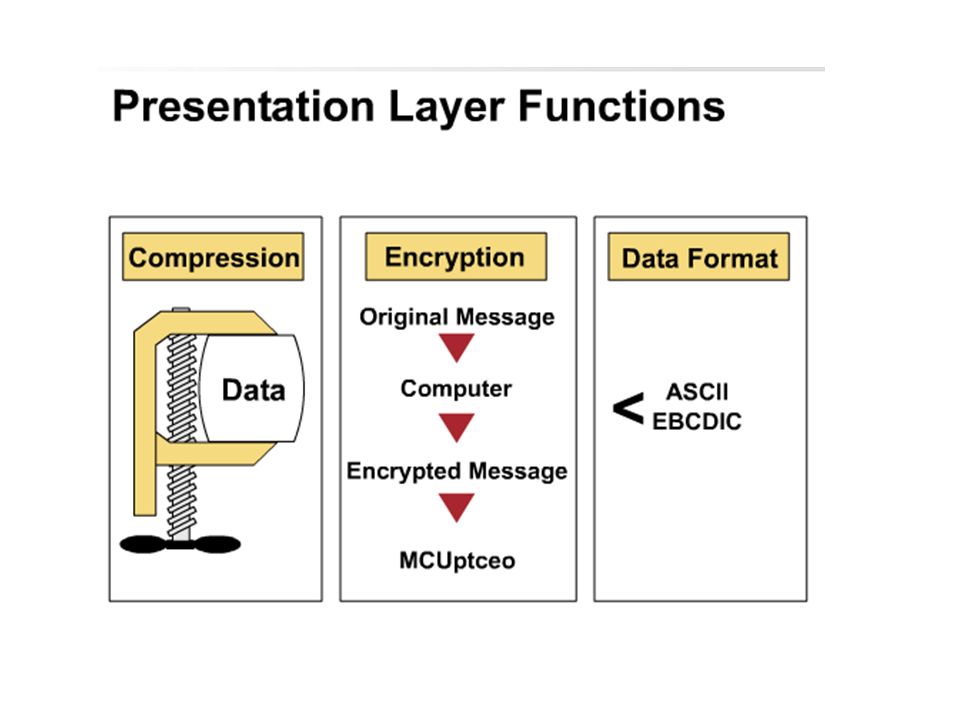 Presentation Layer Functions
Compression
Data
Encryption
Original Message
Computer
Encrypted Message
MCUptceo
Data Format
< ASCII
EBCDIC